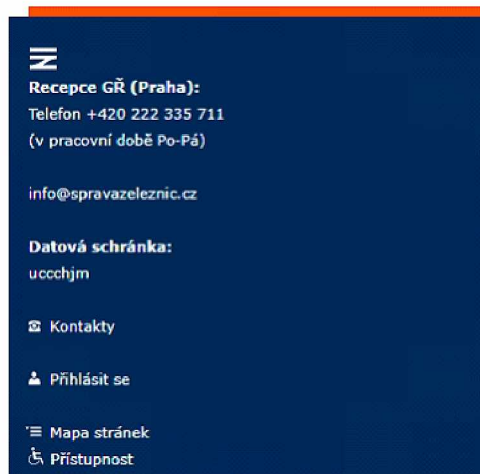 Recepce GŘ (Praha):
Telefon +420 222 335 711
(v pracovní době Po-Pá)
info@spravazeleznic.cz
Datová schránka:
uccchjm
Kontakty
Přihlásit se
Mapa stránek
Přístupnost